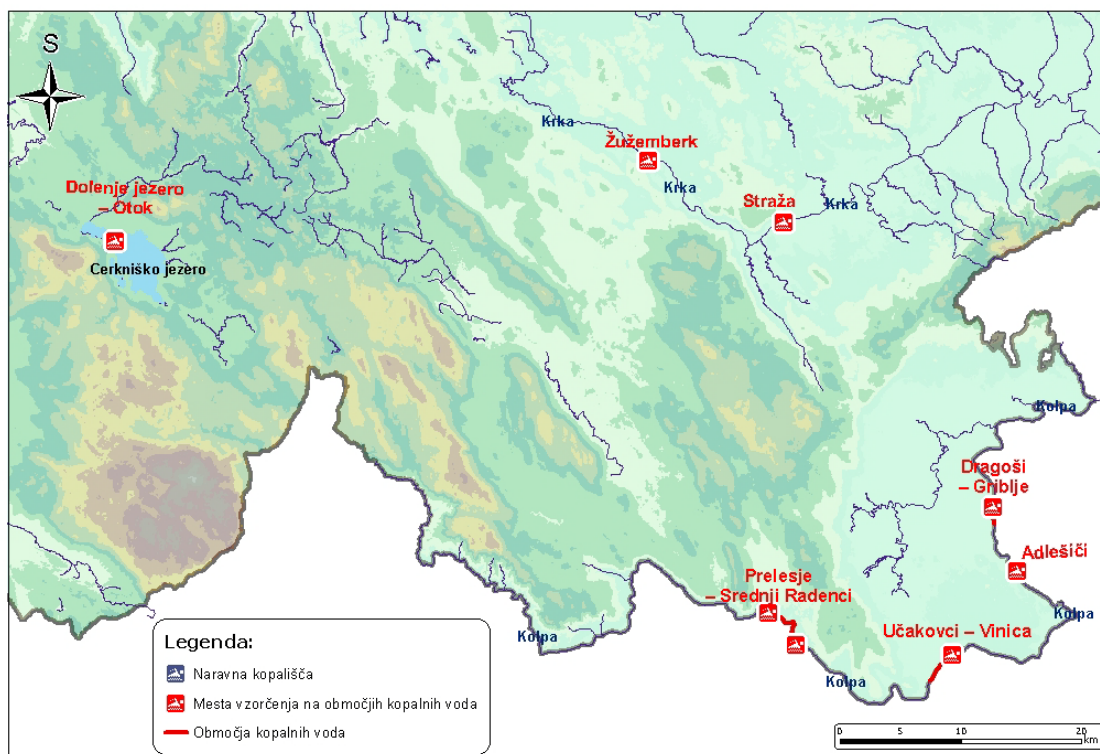 S
Krka
Žužemberk
Krka
Straža
Krka
Dolenje jezero
– Otok
Cerkniško jezero
Kolpa
Dragoši
– Griblje
Adlešiči
Kolpa
Prelesje
– Srednji Radenci
Učakovci – Vinica
Kolpa
Kolpa
Legenda:
Naravna kopališča
Mesta vzorčenja na območjih kopalnih voda
Območja kopalnih voda
0 5 10 20
km